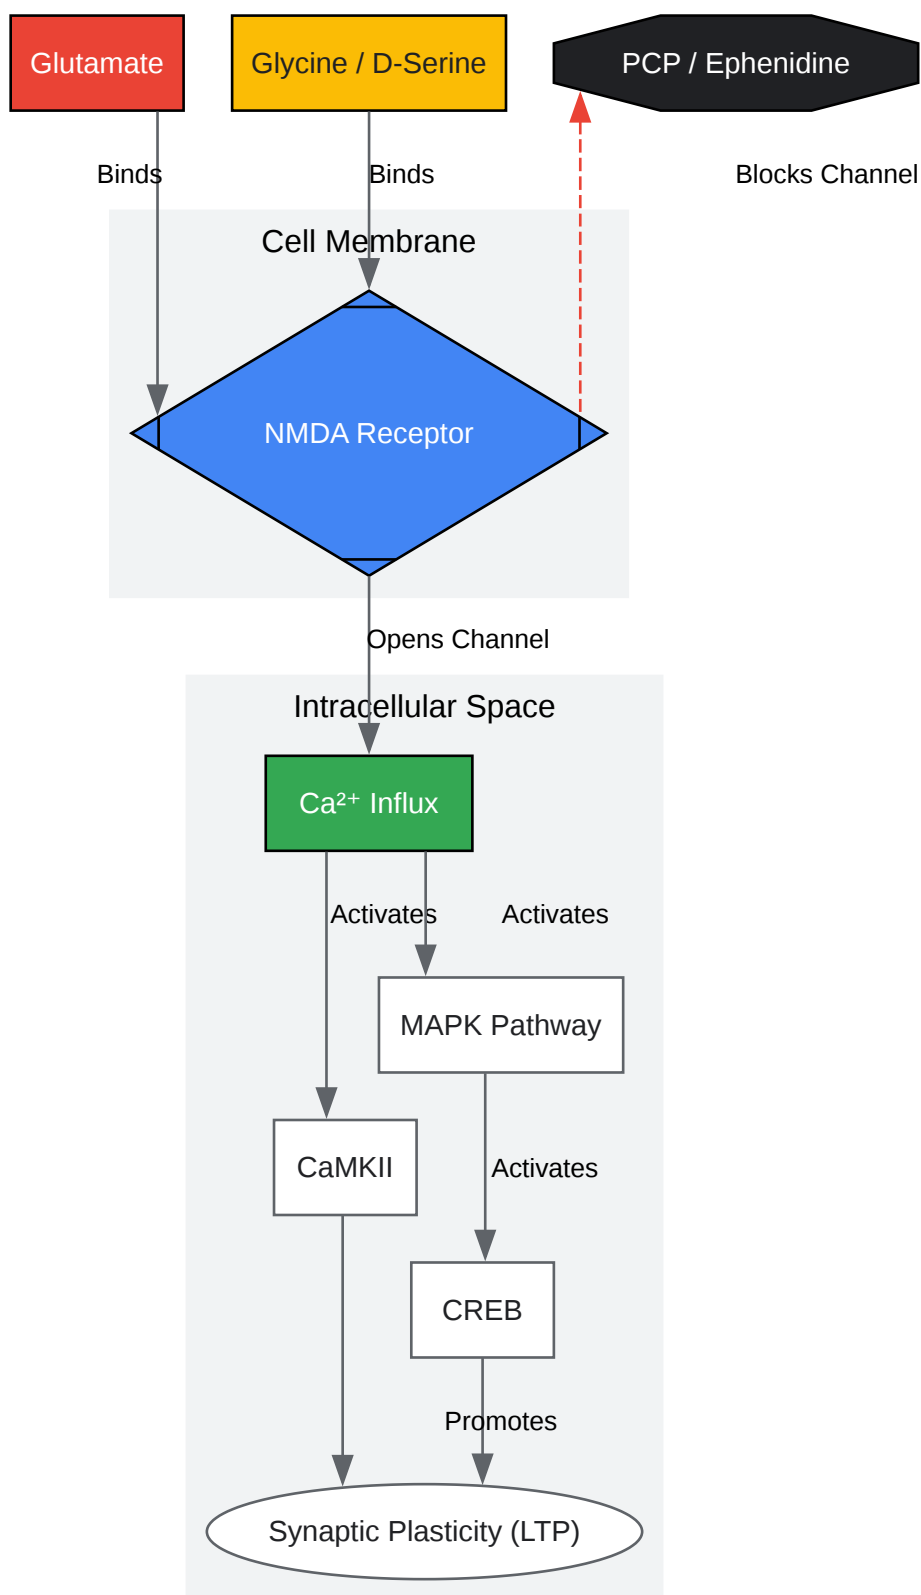 Glutamate
Glycine / D-Serine
PCP / Ephenidine
Binds
Binds
Blocks Channel
Cell Membrane
NMDA Receptor
Opens Channel
Intracellular Space
Ca²⁺ Influx
Activates
Activates
MAPK Pathway
CaMKII
Activates
CREB
Promotes
Synaptic Plasticity (LTP)